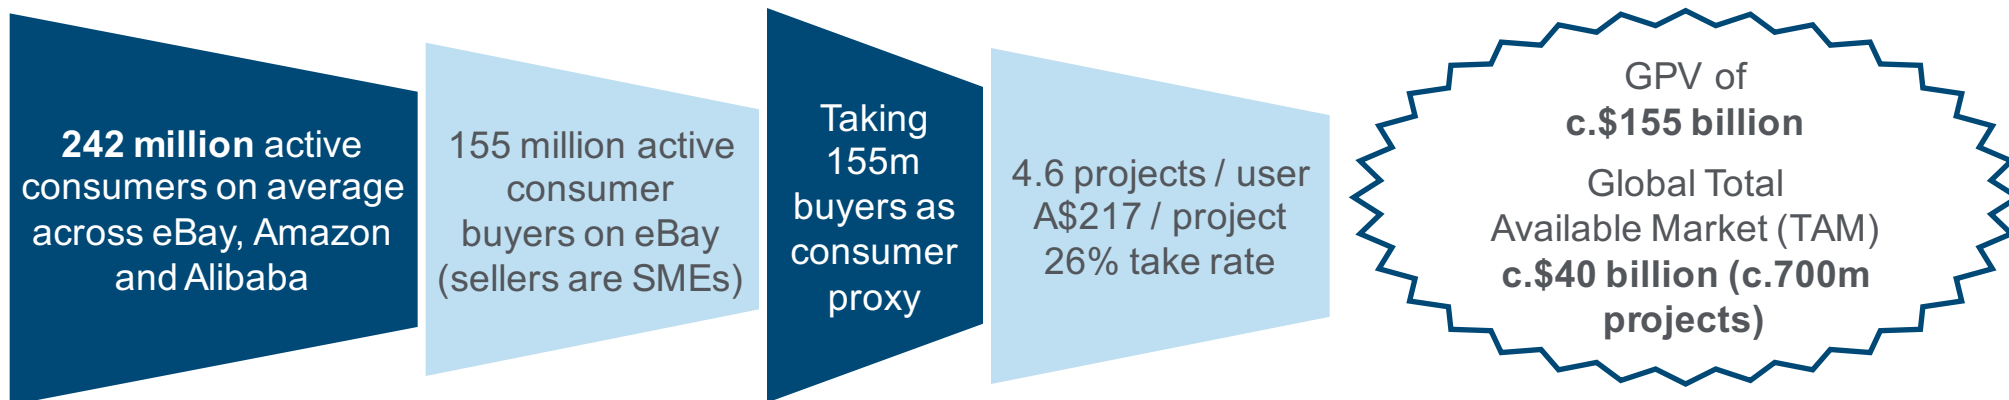 242 million active
consumers on average
across eBay, Amazon
and Alibaba
155 million active
consumer
buyers on eBay
(sellers are SMEs)
Taking
155m
buyers as
consumer
proxy
4.6 projects / user
A$217 / project
26% take rate
GPV of
c.$155 billion
Global Total
Available Market (TAM)
c.$40 billion (c.700m
projects)